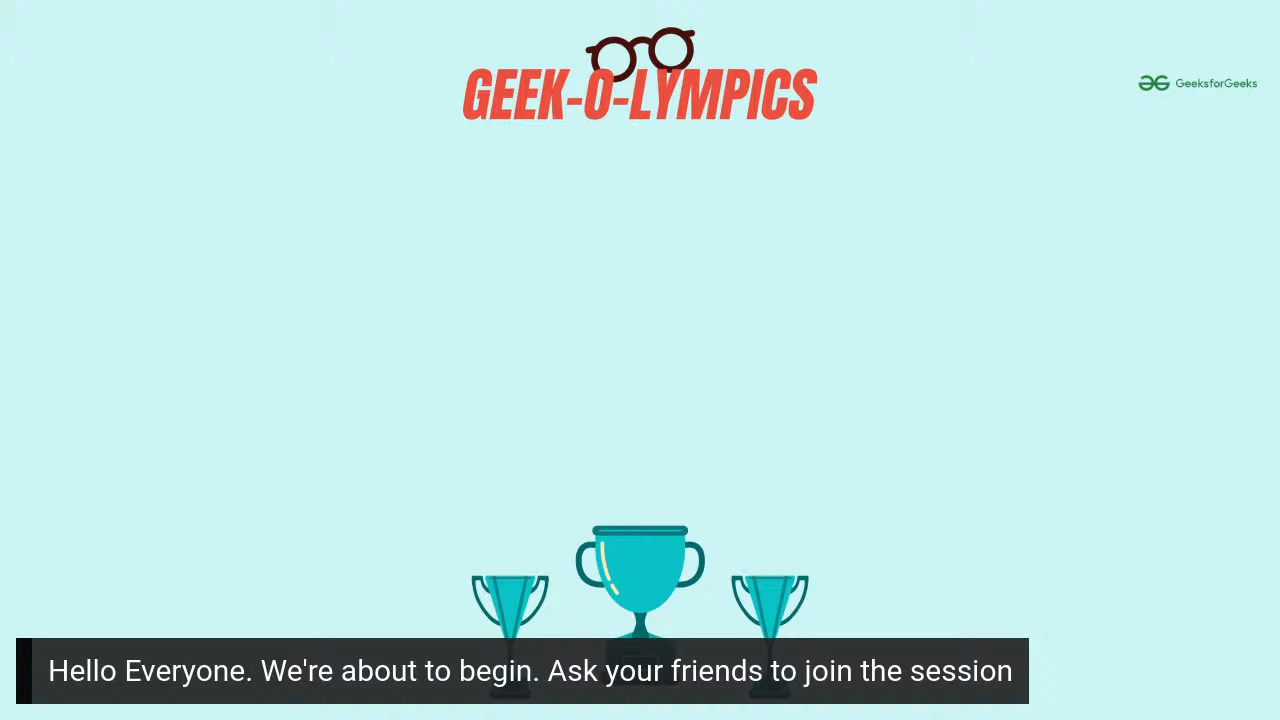 GEEK-O-LYMPICS
GeeksforGeeks
Hello Everyone. We're about to begin. Ask your friends to join the session